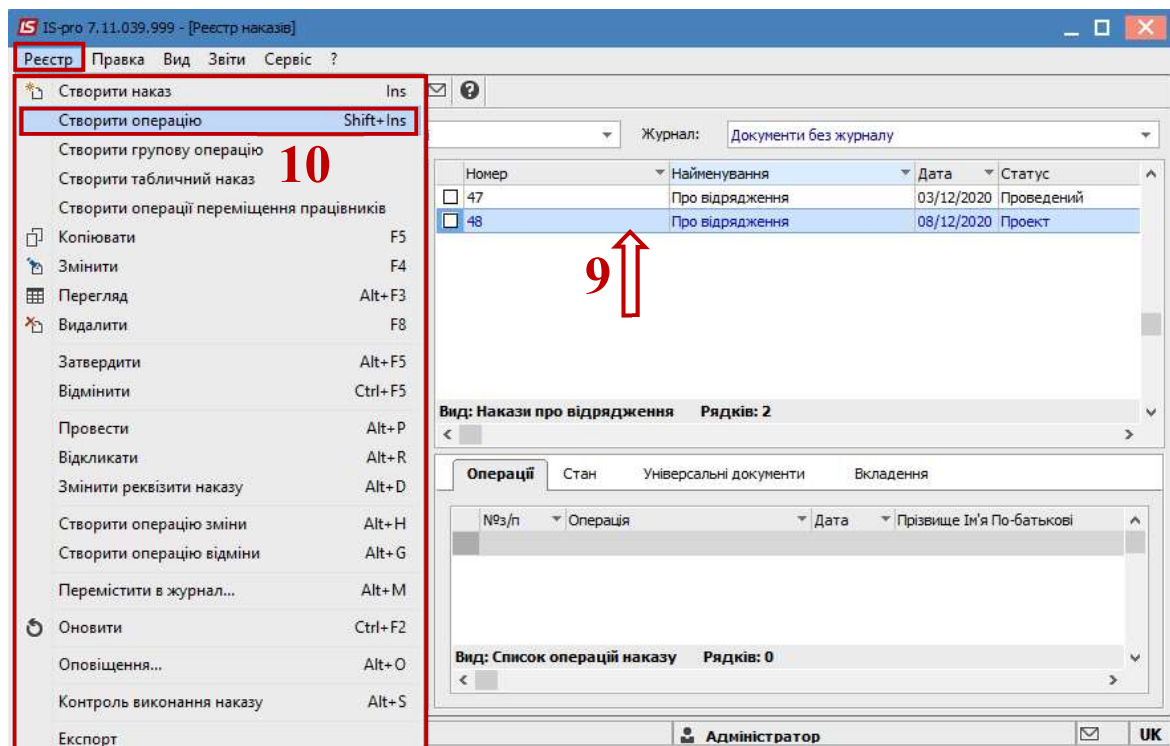 IS-pro 7.11.039.999 - [Реєстр наказів]
Реєстр Правка Вид Звіти Сервіс ?
Створити наказ Ins
Створити операцію Shift+Ins
Створити групову операцію
10
Створити табличний наказ
Створити операції переміщення працівників
Копіювати F5
Змінити F4
Перегляд Alt+F3
Видалити F8
Затвердити Alt+F5
Відмінити Ctrl+F5
Провести Alt+P
Відкликати Alt+R
Змінити реквізити наказу Alt+D
Створити операцію зміни Alt+H
Створити операцію відміни Alt+G
Перемістити в журнал... Alt+M
Оновити Ctrl+F2
Оповіщення... Alt+O
Контроль виконання наказу Alt+S
Експорт
Журнал: Документи без журналу
Номер Найменування Дата Статус
47 Про відрядження 03/12/2020 Проведений
48 Про відрядження 08/12/2020 Проект
9
Вид: Накази про відрядження Рядків: 2
Операції Стан Універсальні документи Вкладення
№з/п Операція Дата Прізвище Ім'я По-батькові
Вид: Список операцій наказу Рядків: 0
Адміністратор UK